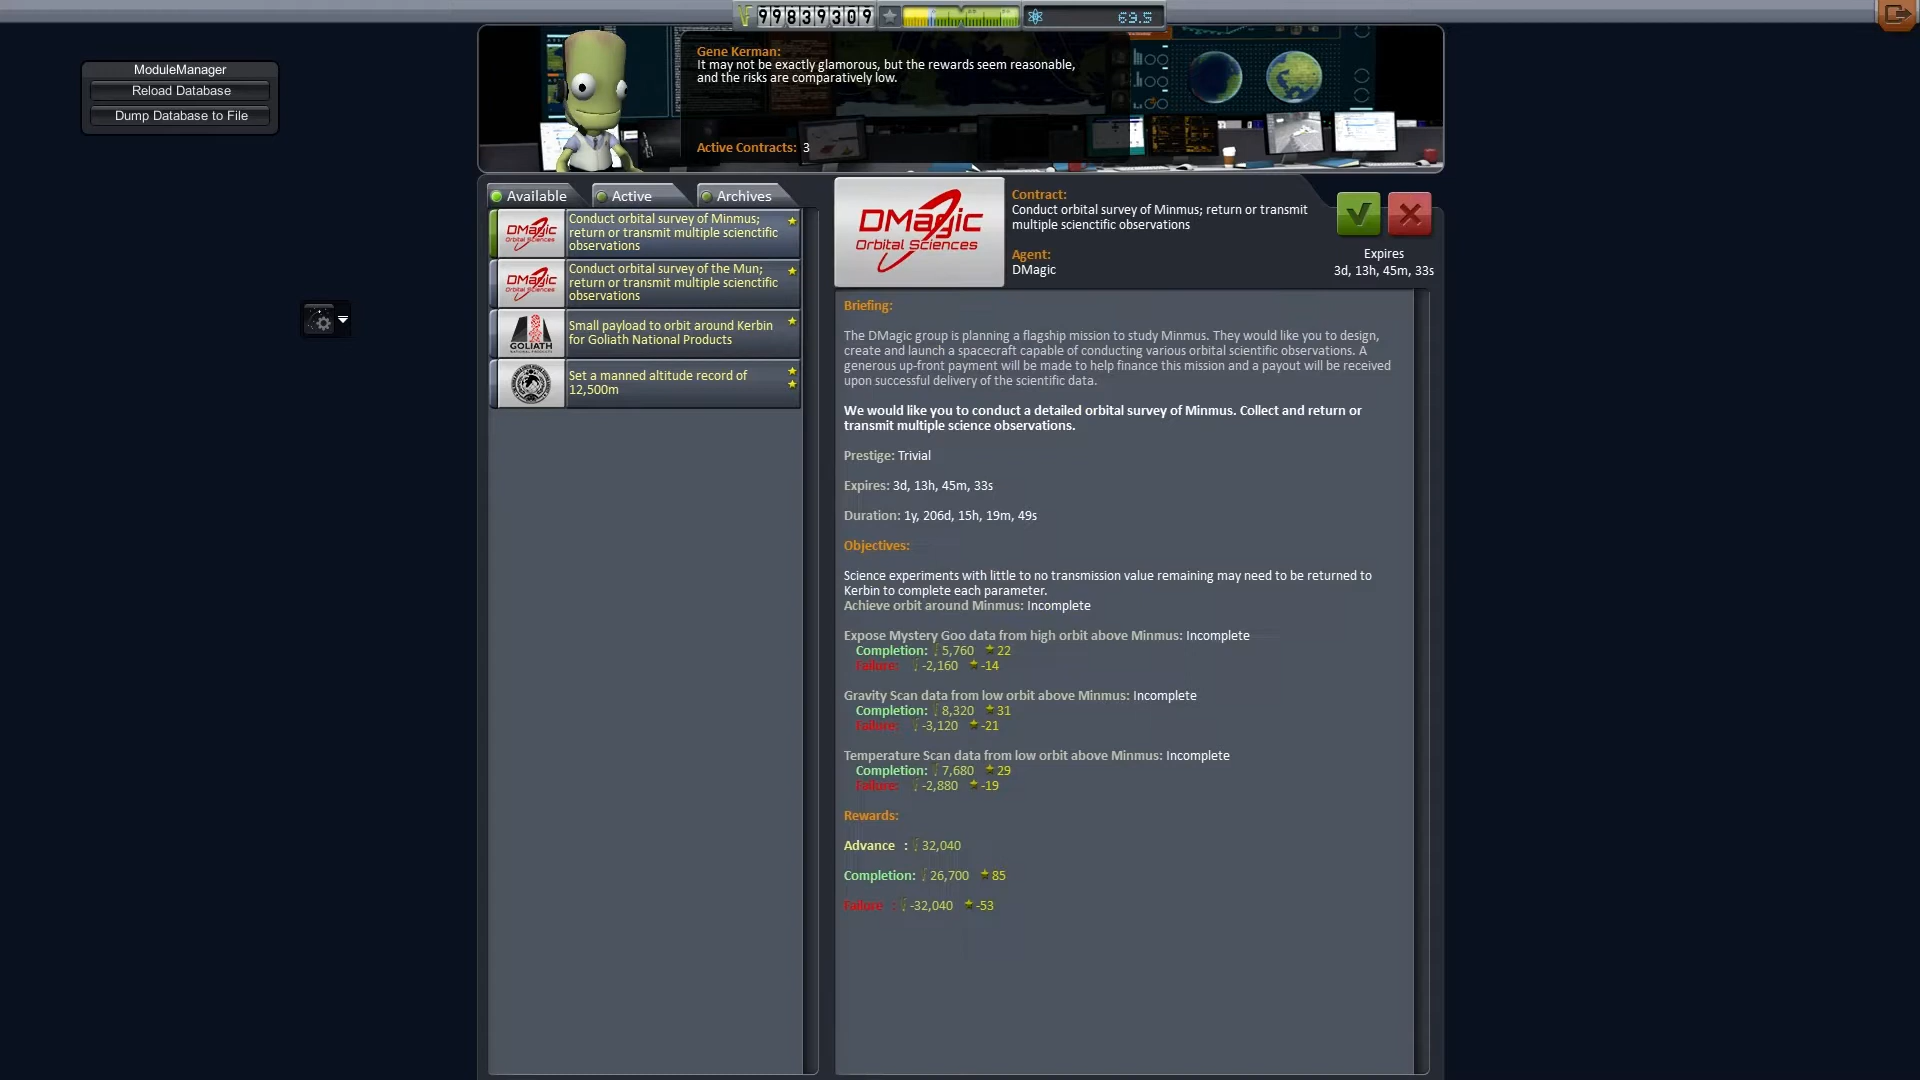 99839309
63.5
ModuleManager
Reload Database
Dump Database to File
Gene Kerman:
It may not be exactly glamorous, but the rewards seem reasonable,
and the risks are comparatively low.
Active Contracts: 3
Available
Active
Archives
DMagic
Orbital Sciences
Conduct orbital survey of Minmus;
return or transmit multiple scienctific
observations
DMagic
Orbital Sciences
Conduct orbital survey of the Mun;
return or transmit multiple scienctific
observations
GOLIATH
NATIONAL PRODUCTS
Small payload to orbit around Kerbin
for Goliath National Products
Set a manned altitude record of
12,500m
DMagic
Orbital Sciences
Contract:
Conduct orbital survey of Minmus; return or transmit
multiple scienctific observations
Agent:
DMagic
Expires
3d, 13h, 45m, 33s
Briefing:
The DMagic group is planning a flagship mission to study Minmus. They would like you to design,
create and launch a spacecraft capable of conducting various orbital scientific observations. A
generous up-front payment will be made to help finance this mission and a payout will be received
upon successful delivery of the scientific data.
We would like you to conduct a detailed orbital survey of Minmus. Collect and return or
transmit multiple science observations.
Prestige: Trivial
Expires: 3d, 13h, 45m, 33s
Duration: 1y, 206d, 15h, 19m, 49s
Objectives:
Science experiments with little to no transmission value remaining may need to be returned to
Kerbin to complete each parameter.
Achieve orbit around Minmus: Incomplete
Expose Mystery Goo data from high orbit above Minmus: Incomplete
Completion: 5,760 22
Failure: -2,160 -14
Gravity Scan data from low orbit above Minmus: Incomplete
Completion: 8,320 31
Failure: -3,120 -21
Temperature Scan data from low orbit above Minmus: Incomplete
Completion: 7,680 29
Failure: -2,880 -19
Rewards:
Advance : 32,040
Completion: 26,700 85
Failure : -32,040 -53